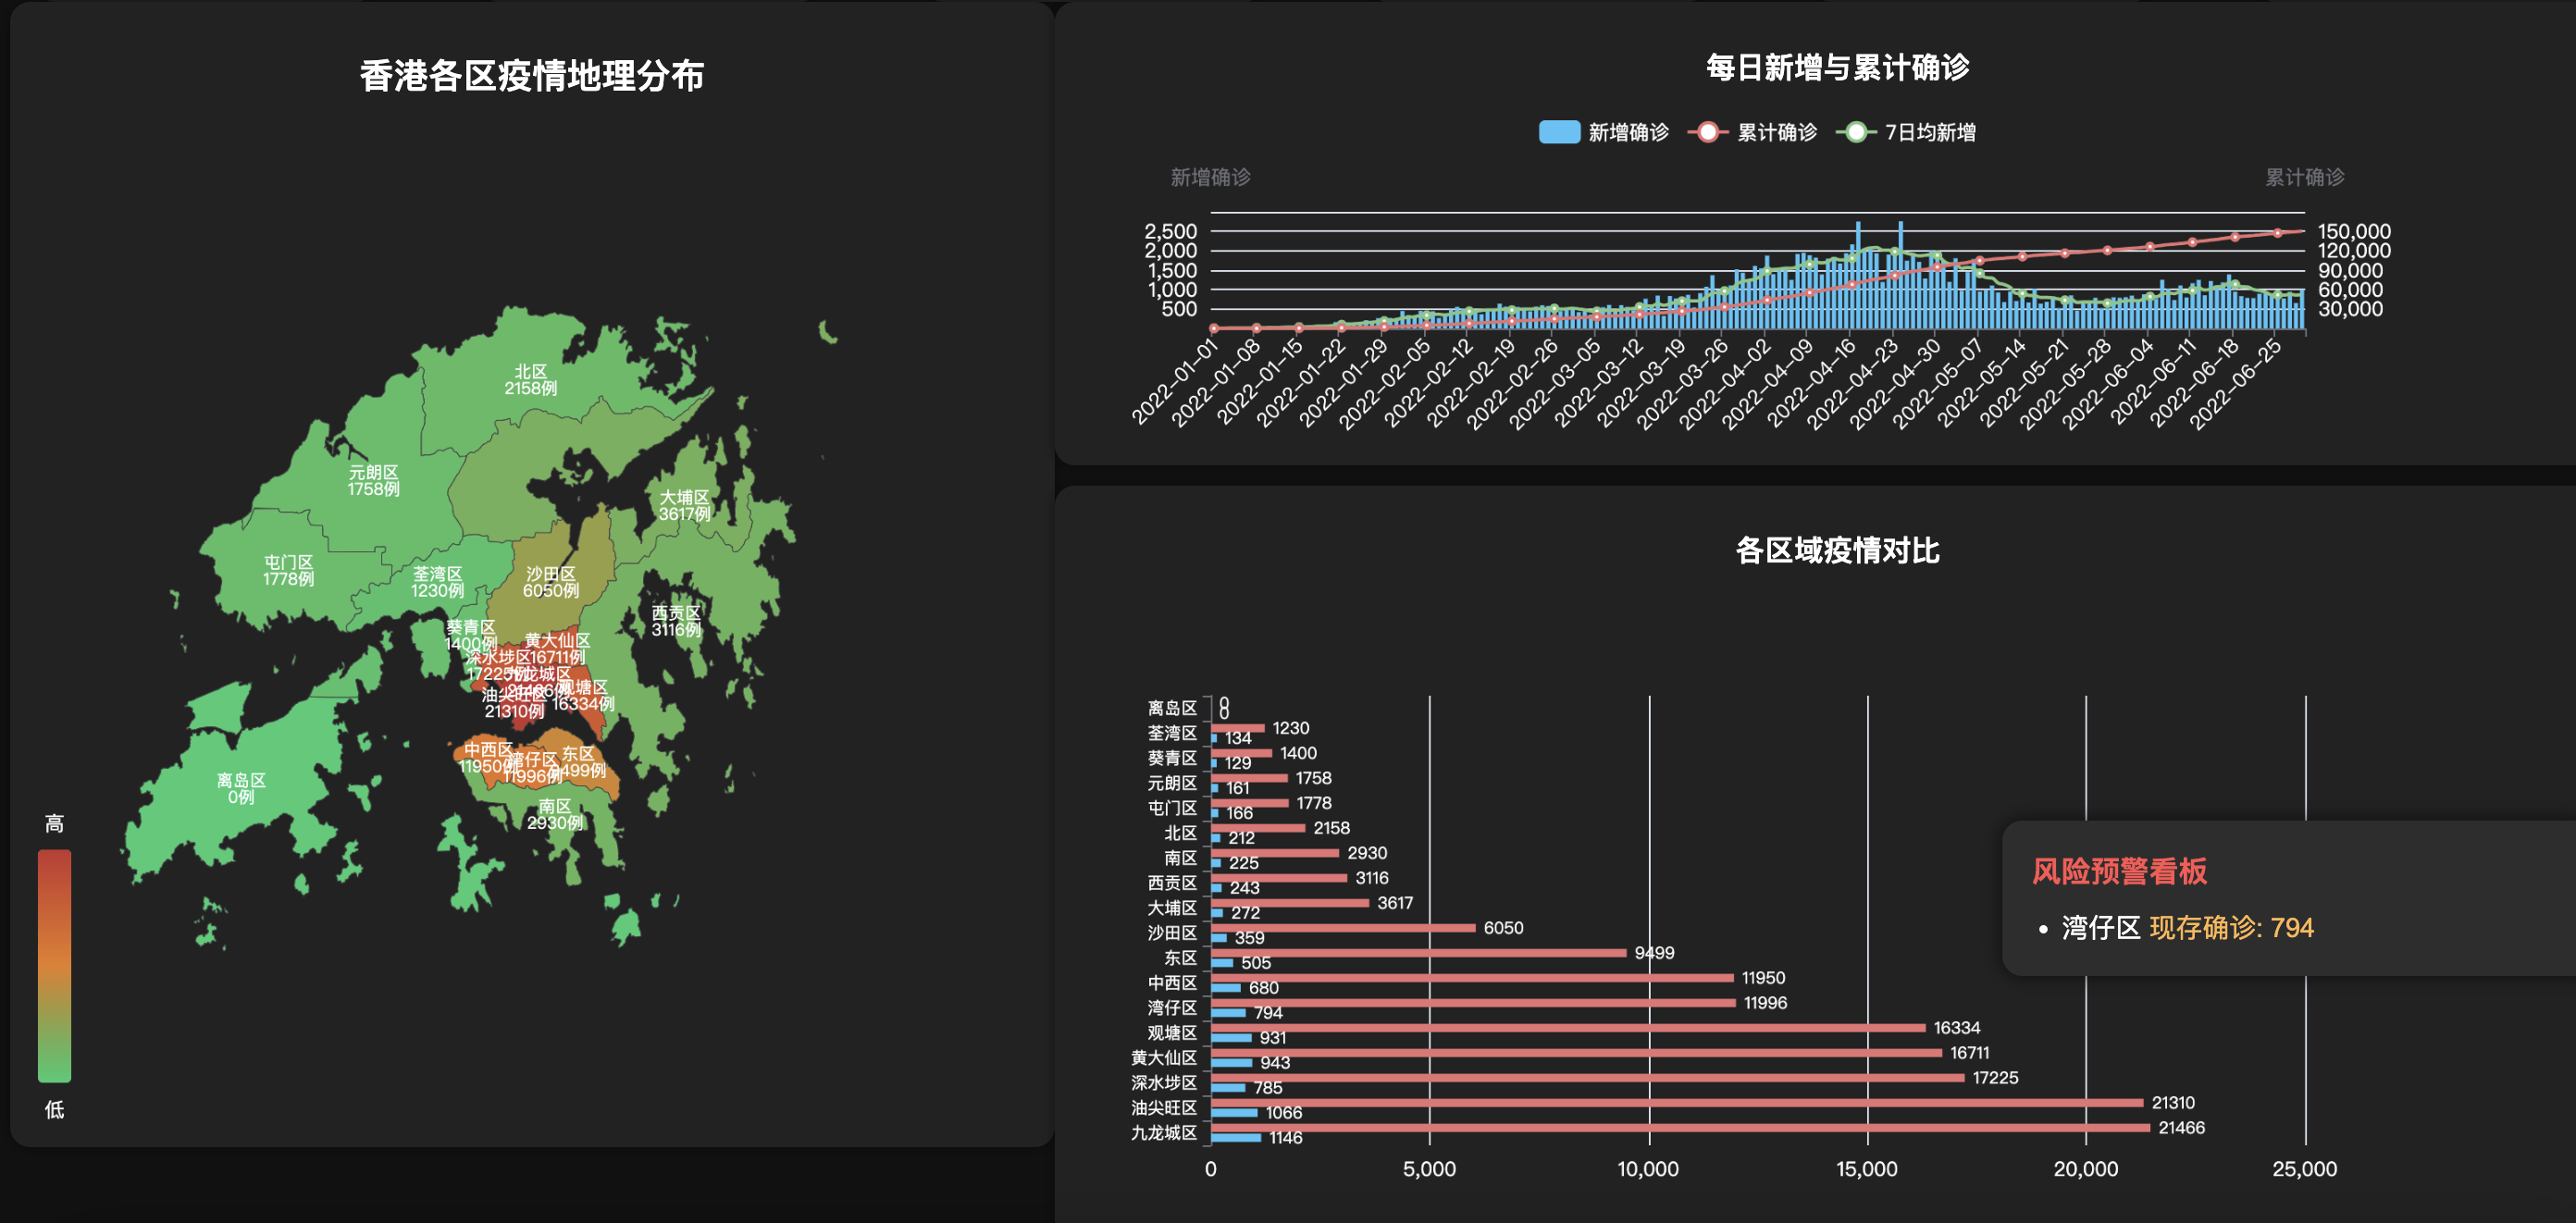 香港各区疫情地理分布
北区
2158例
元朗区
1758例
大埔区
3617例
屯门区
1778例
荃湾区
1230例
沙田区
6050例
西贡区
3116例
葵青区
1400例
黄大仙区
16711例
深水埗区
17225例
九龙城区
21466例
观塘区
16334例
油尖旺区
21310例
中西区
11950例
湾仔区
11996例
东区
9499例
离岛区
0例
南区
2930例
高
低
每日新增与累计确诊
新增确诊 累计确诊 7日均新增
新增确诊 累计确诊
2,500 150,000
2,000 120,000
1,500 90,000
1,000 60,000
500 30,000
2022-01-01 2022-01-08 2022-01-15 2022-01-22 2022-01-29 2022-02-05 2022-02-12 2022-02-19 2022-02-26 2022-03-05 2022-03-12 2022-03-19 2022-03-26 2022-04-02 2022-04-09 2022-04-16 2022-04-23 2022-04-30 2022-05-07 2022-05-14 2022-05-21 2022-05-28 2022-06-04 2022-06-11 2022-06-18 2022-06-25
各区域疫情对比
离岛区 0
0
荃湾区 1230
134
葵青区 1400
129
元朗区 1758
161
屯门区 1778
166
北区 2158
212
南区 2930
225
西贡区 3116
243
大埔区 3617
272
沙田区 6050
359
东区 9499
505
中西区 11950
680
湾仔区 11996
794
观塘区 16334
931
黄大仙区 16711
943
深水埗区 17225
785
油尖旺区 21310
1066
九龙城区 21466
1146
0 5,000 10,000 15,000 20,000 25,000
风险预警看板
• 湾仔区 现存确诊: 794